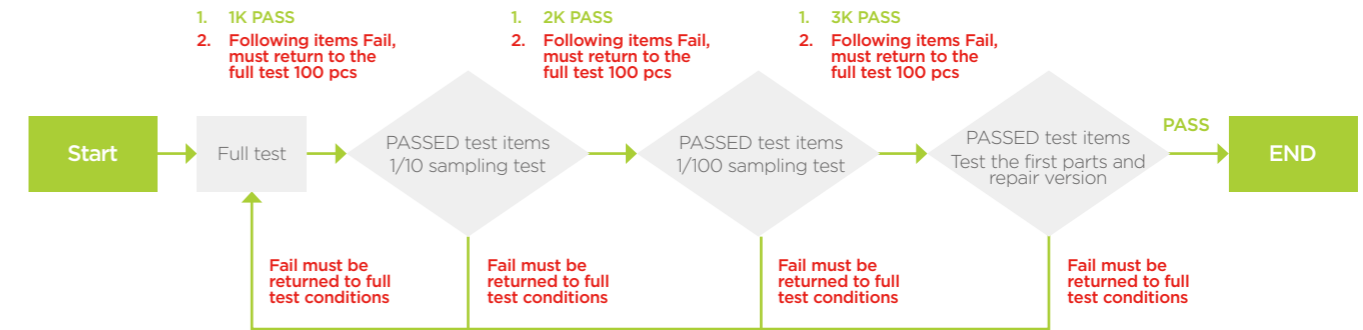 1. 1K PASS
2. Following items Fail,
must return to the
full test 100 pcs
1. 2K PASS
2. Following items Fail,
must return to the
full test 100 pcs
1. 3K PASS
2. Following items Fail,
must return to the
full test 100 pcs
Start
Full test
PASSED test items
1/10 sampling test
PASSED test items
1/100 sampling test
PASSED test items
Test the first parts and
repair version
PASS
END
Fail must be
returned to full
test conditions
Fail must be
returned to full
test conditions
Fail must be
returned to full
test conditions
Fail must be
returned to full
test conditions